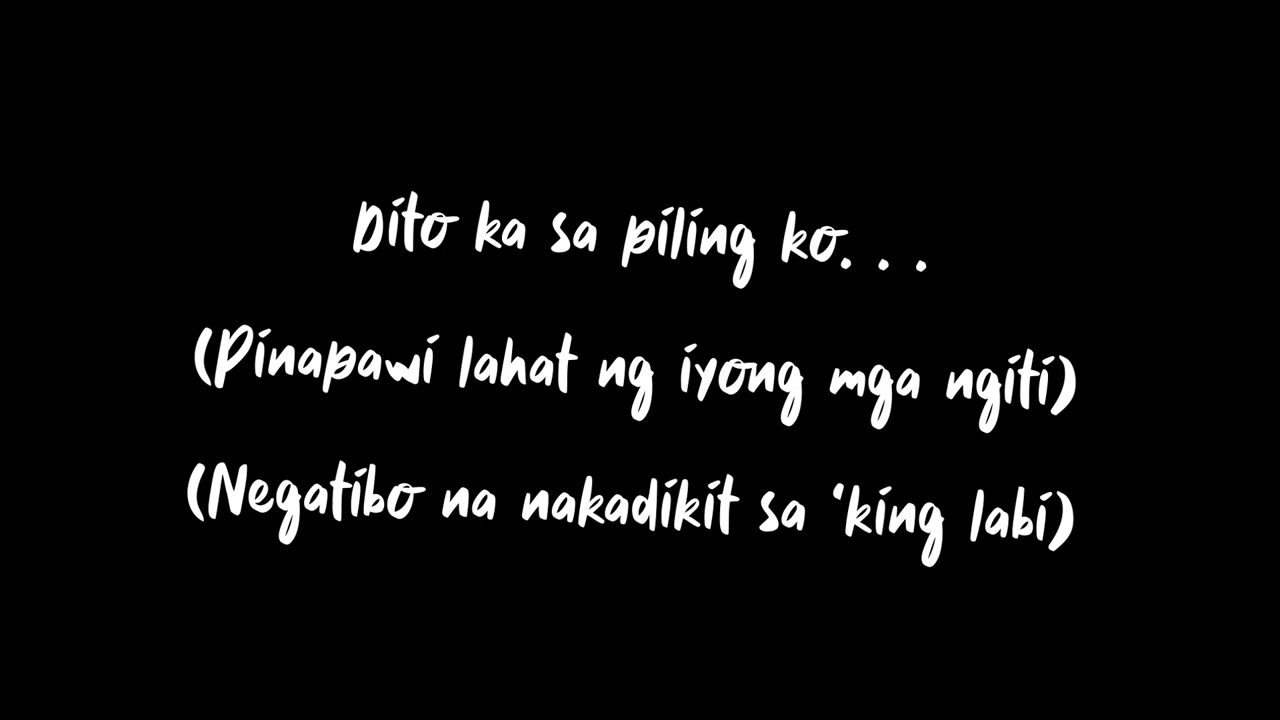 Dito ka sa piling ko. . .
(Pinapawi lahat ng iyong mga ngiti)
(Negatibo na nakadikit sa ‘king labi)